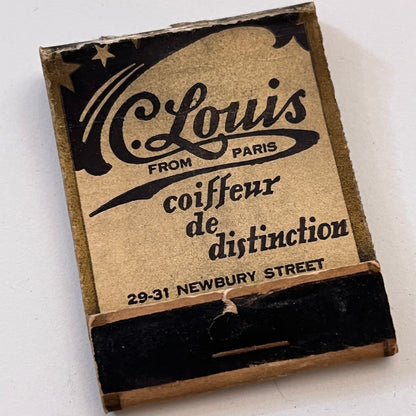 C. Louis
FROM PARIS
coiffeur
de
distinction
29-31 NEWBURY STREET